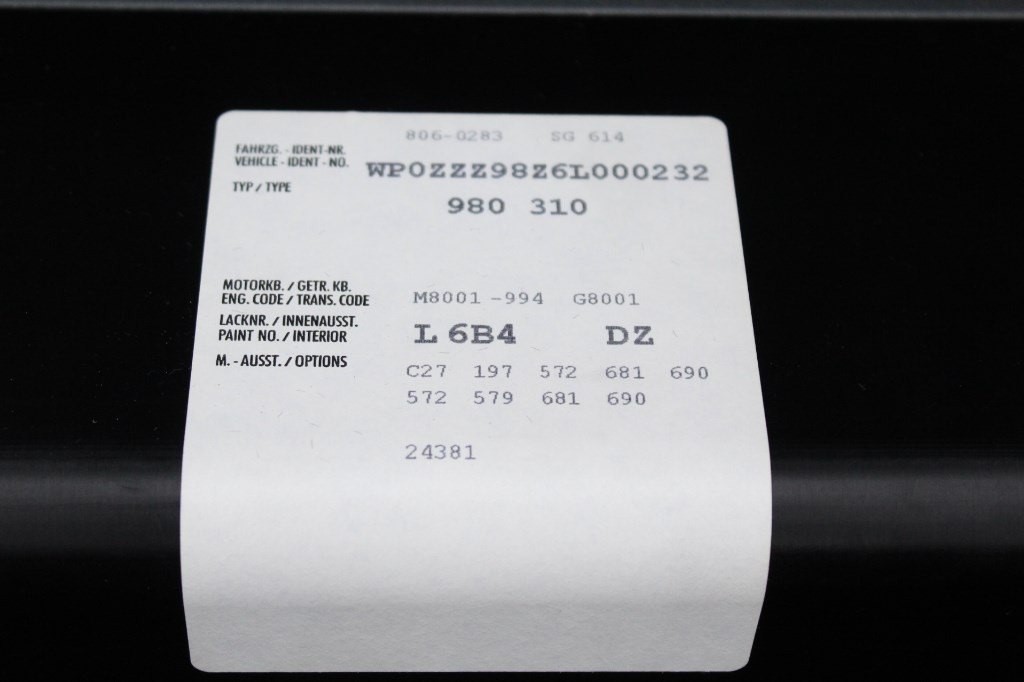 806-0283 SG 614
FAHRZG. - IDENT-NR.
VEHICLE - IDENT - NO. WP0ZZZ98Z6L000232
TYP / TYPE 980 310
MOTORKB. / GETR. KB.
ENG. CODE / TRANS. CODE M8001 -994 G8001
LACKNR. / INNENAUSST.
PAINT NO. / INTERIOR L 6B4 DZ
M. - AUSST. / OPTIONS C27 197 572 681 690
572 579 681 690
24381